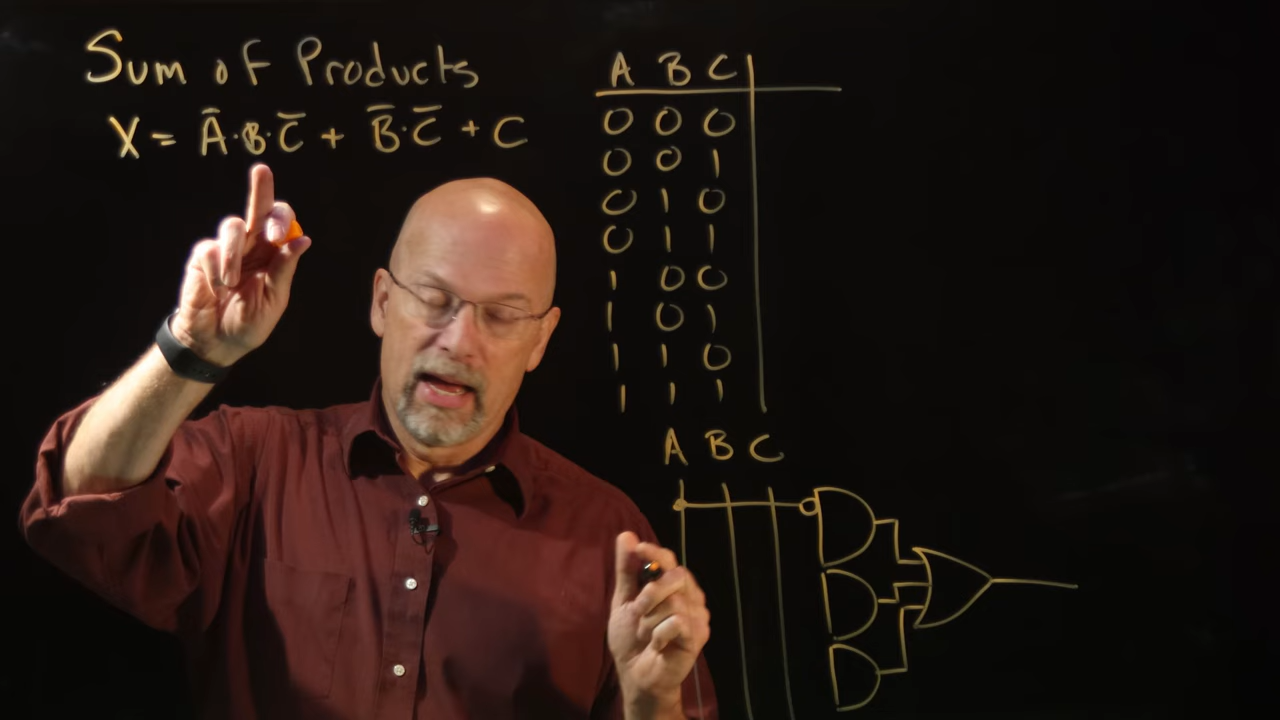 Sum of Products
X = A̅·B·C̅ + B̅·C̅ + C
A B C
0 0 0
0 0 1
0 1 0
0 1 1
1 0 0
1 0 1
1 1 0
1 1 1
A B C